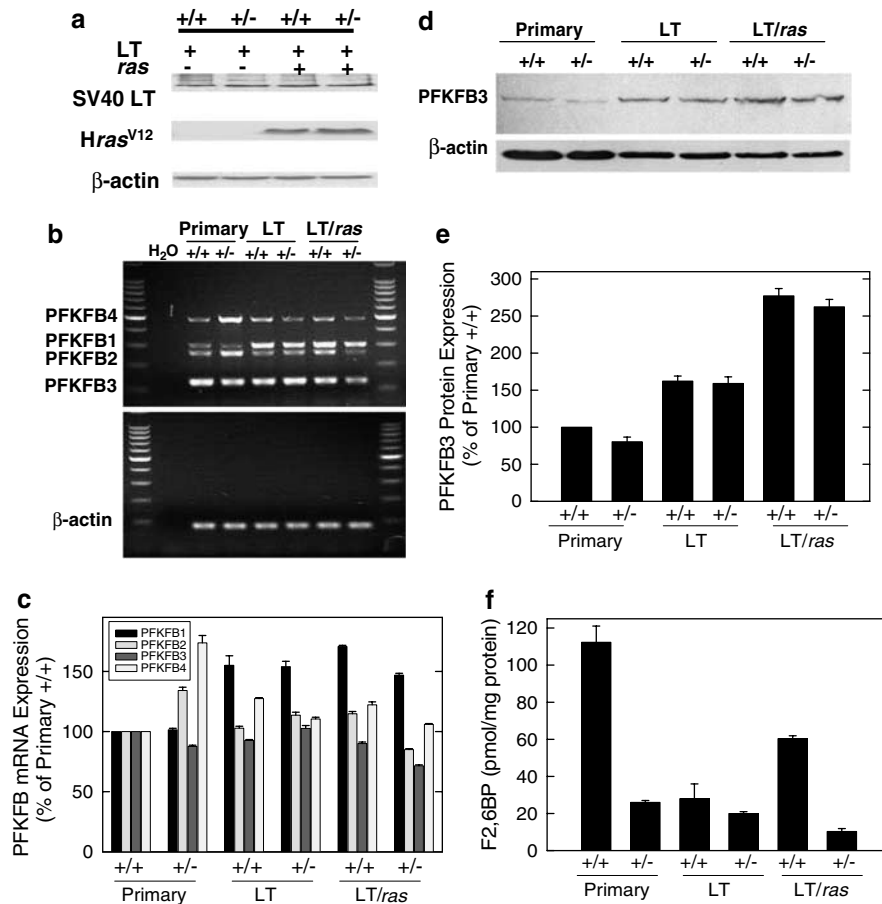 a
+/+ +/- +/+ +/-
LT + + + +
ras - - + +
SV40 LT
HrasV12
β-actin
b
Primary LT LT/ras
H2O +/+ +/- +/+ +/- +/+ +/-
PFKFB4
PFKFB1
PFKFB2
PFKFB3
β-actin
c
PFKFB mRNA Expression
(% of Primary +/+)
PFKFB1
PFKFB2
PFKFB3
PFKFB4
150
100
50
0
+/+ +/- +/+ +/- +/+ +/-
Primary LT LT/ras
d
Primary LT LT/ras
+/+ +/- +/+ +/- +/+ +/-
PFKFB3
β-actin
e
PFKFB3 Protein Expression
(% of Primary +/+)
300
250
200
150
100
50
0
+/+ +/- +/+ +/- +/+ +/-
Primary LT LT/ras
f
F2,6BP (pmol/mg protein)
120
100
80
60
40
20
0
+/+ +/- +/+ +/- +/+ +/-
Primary LT LT/ras